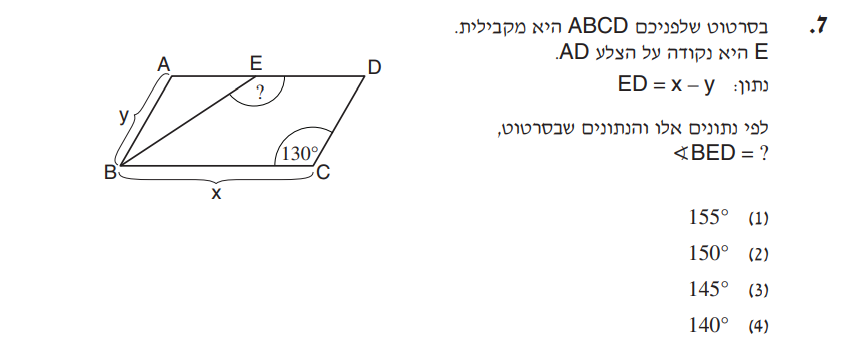 7. בסרטוט שלפניכם ABCD היא מקבילית.
E היא נקודה על הצלע AD.
נתון: ED = x – y
לפי נתונים אלו והנתונים שבסרטוט,
∢BED = ?
(1) 155°
(2) 150°
(3) 145°
(4) 140°
A E D
?
y
130°
B C
x